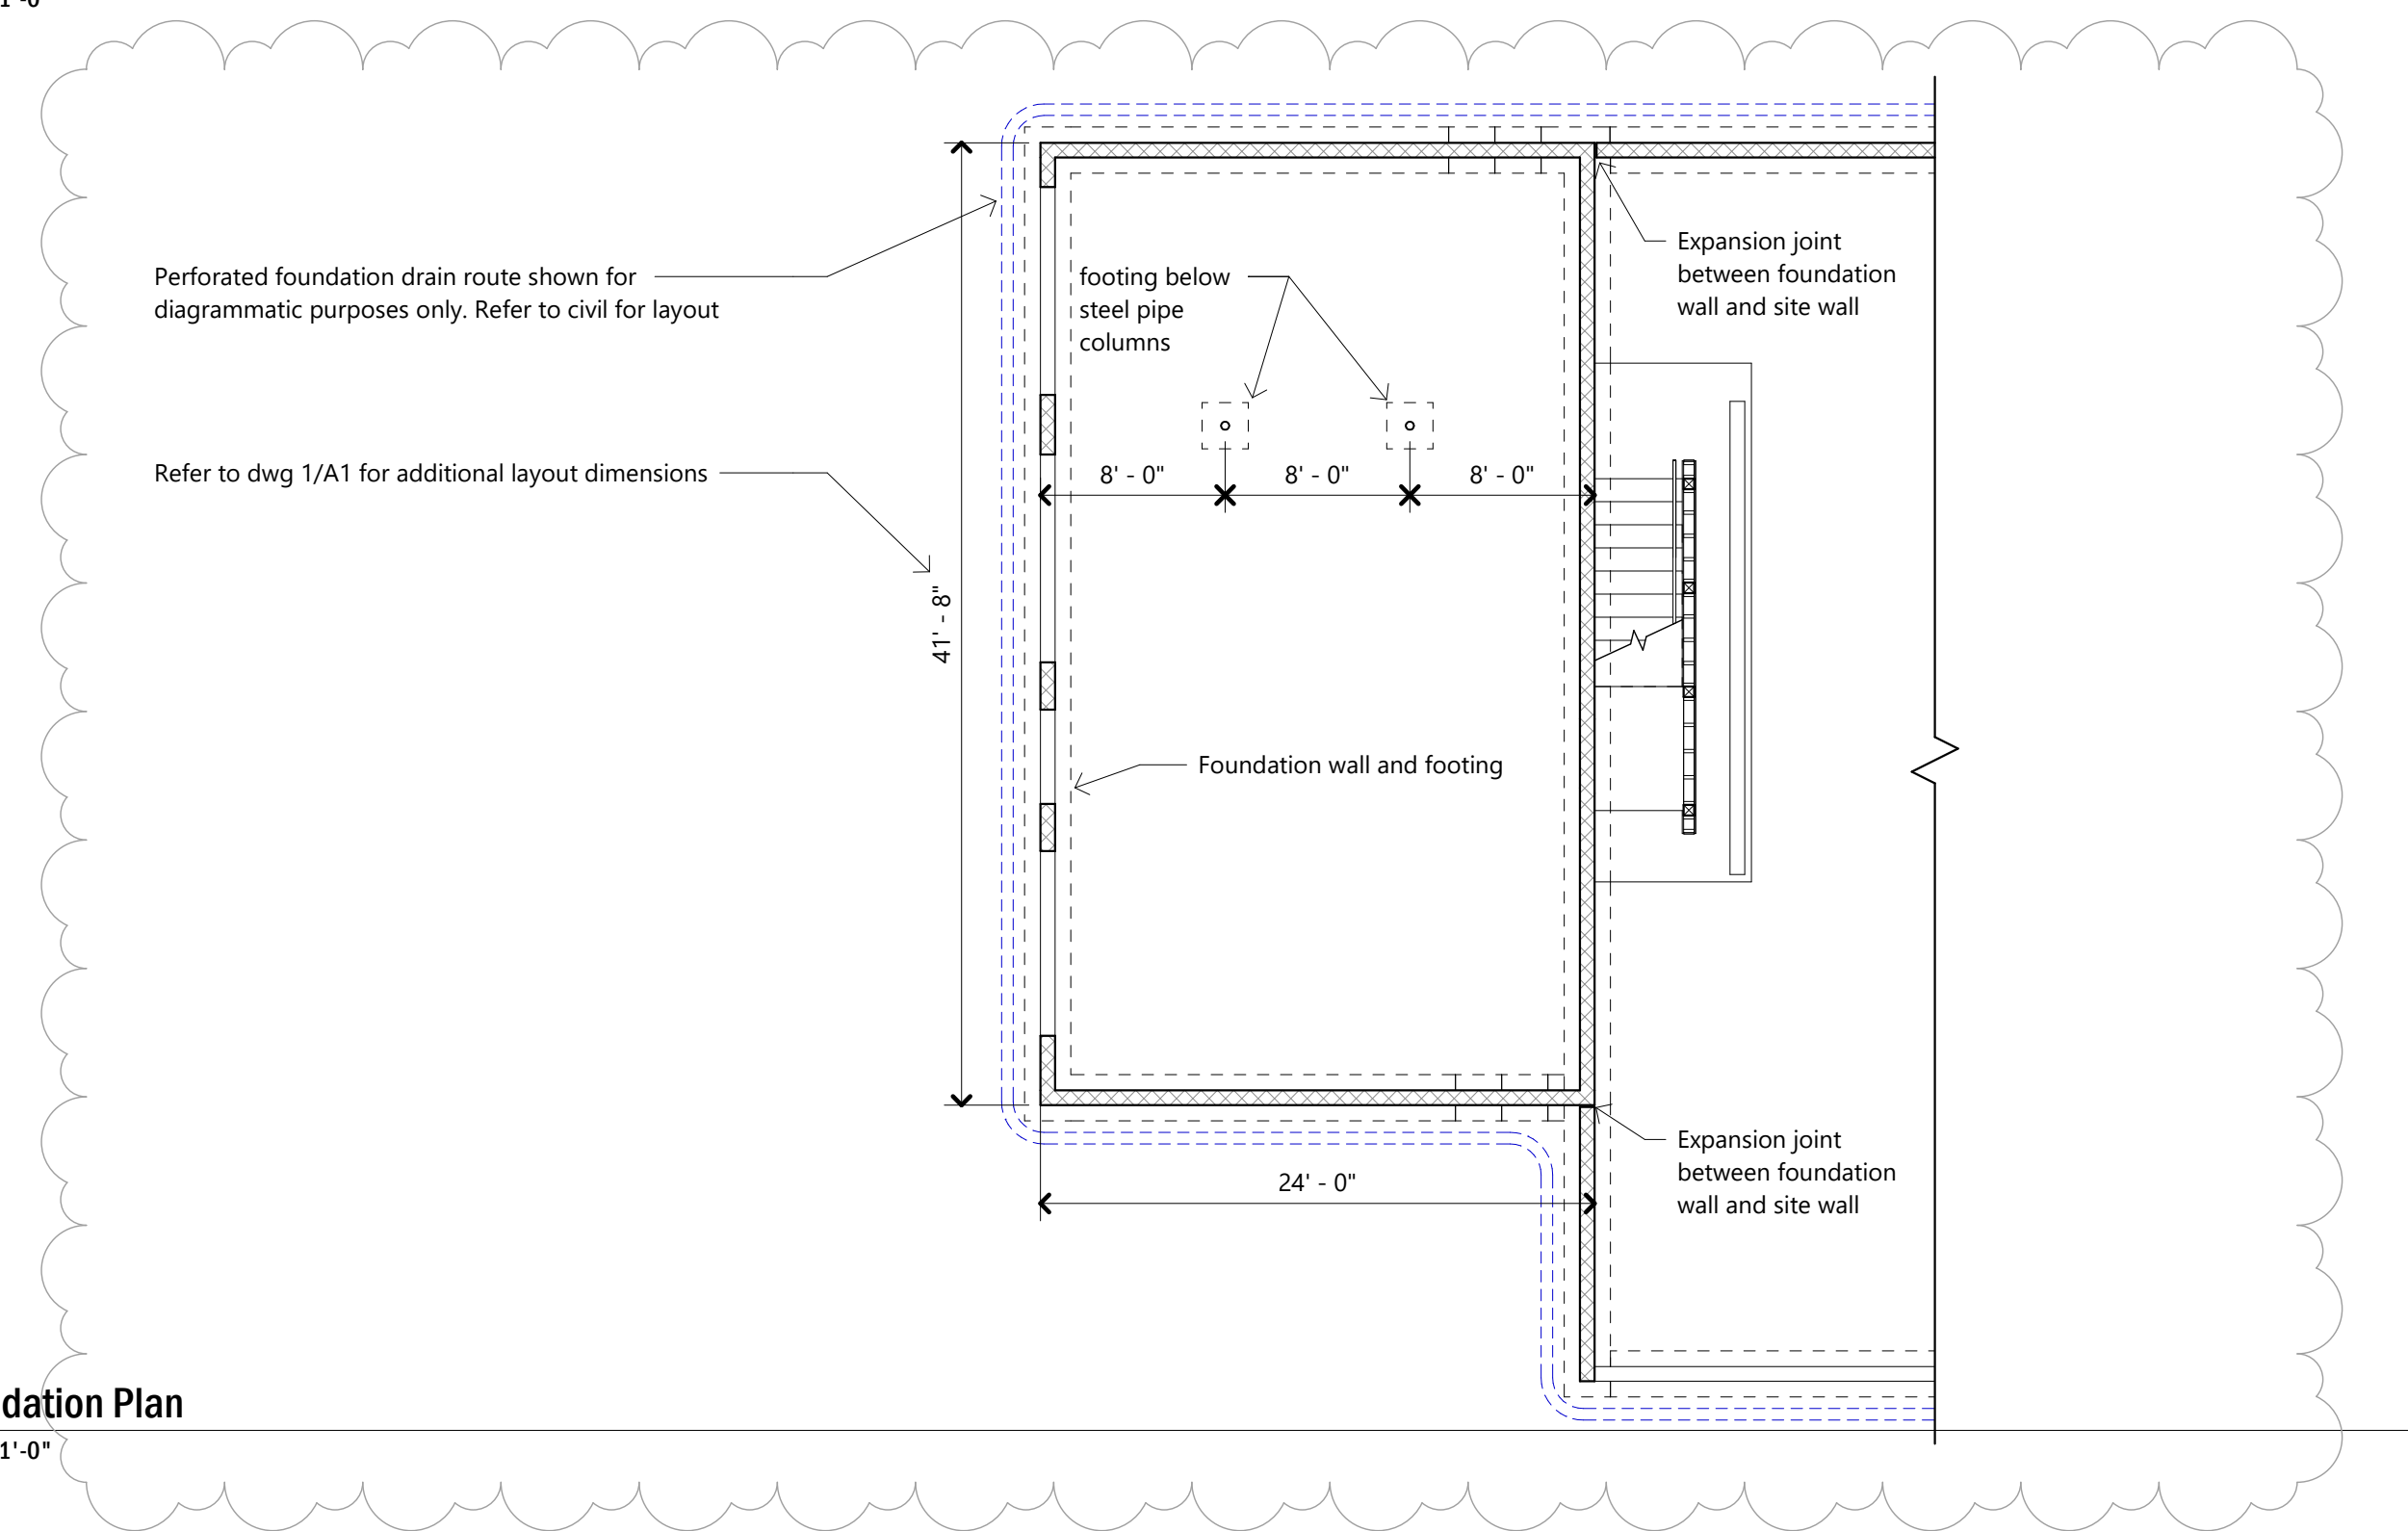 1'-0"
Perforated foundation drain route shown for
diagrammatic purposes only. Refer to civil for layout
footing below
steel pipe
columns
Expansion joint
between foundation
wall and site wall
Refer to dwg 1/A1 for additional layout dimensions
8' - 0"
8' - 0"
8' - 0"
41' - 8"
Foundation wall and footing
Expansion joint
between foundation
wall and site wall
24' - 0"
dation Plan
1'-0"